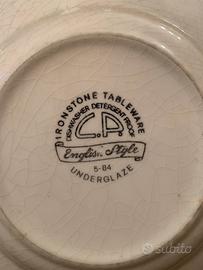 IRONSTONE TABLEWARE
DISHWASHER DETERGENT PROOF
C.P.
English Style
5-84
UNDERGLAZE
subito